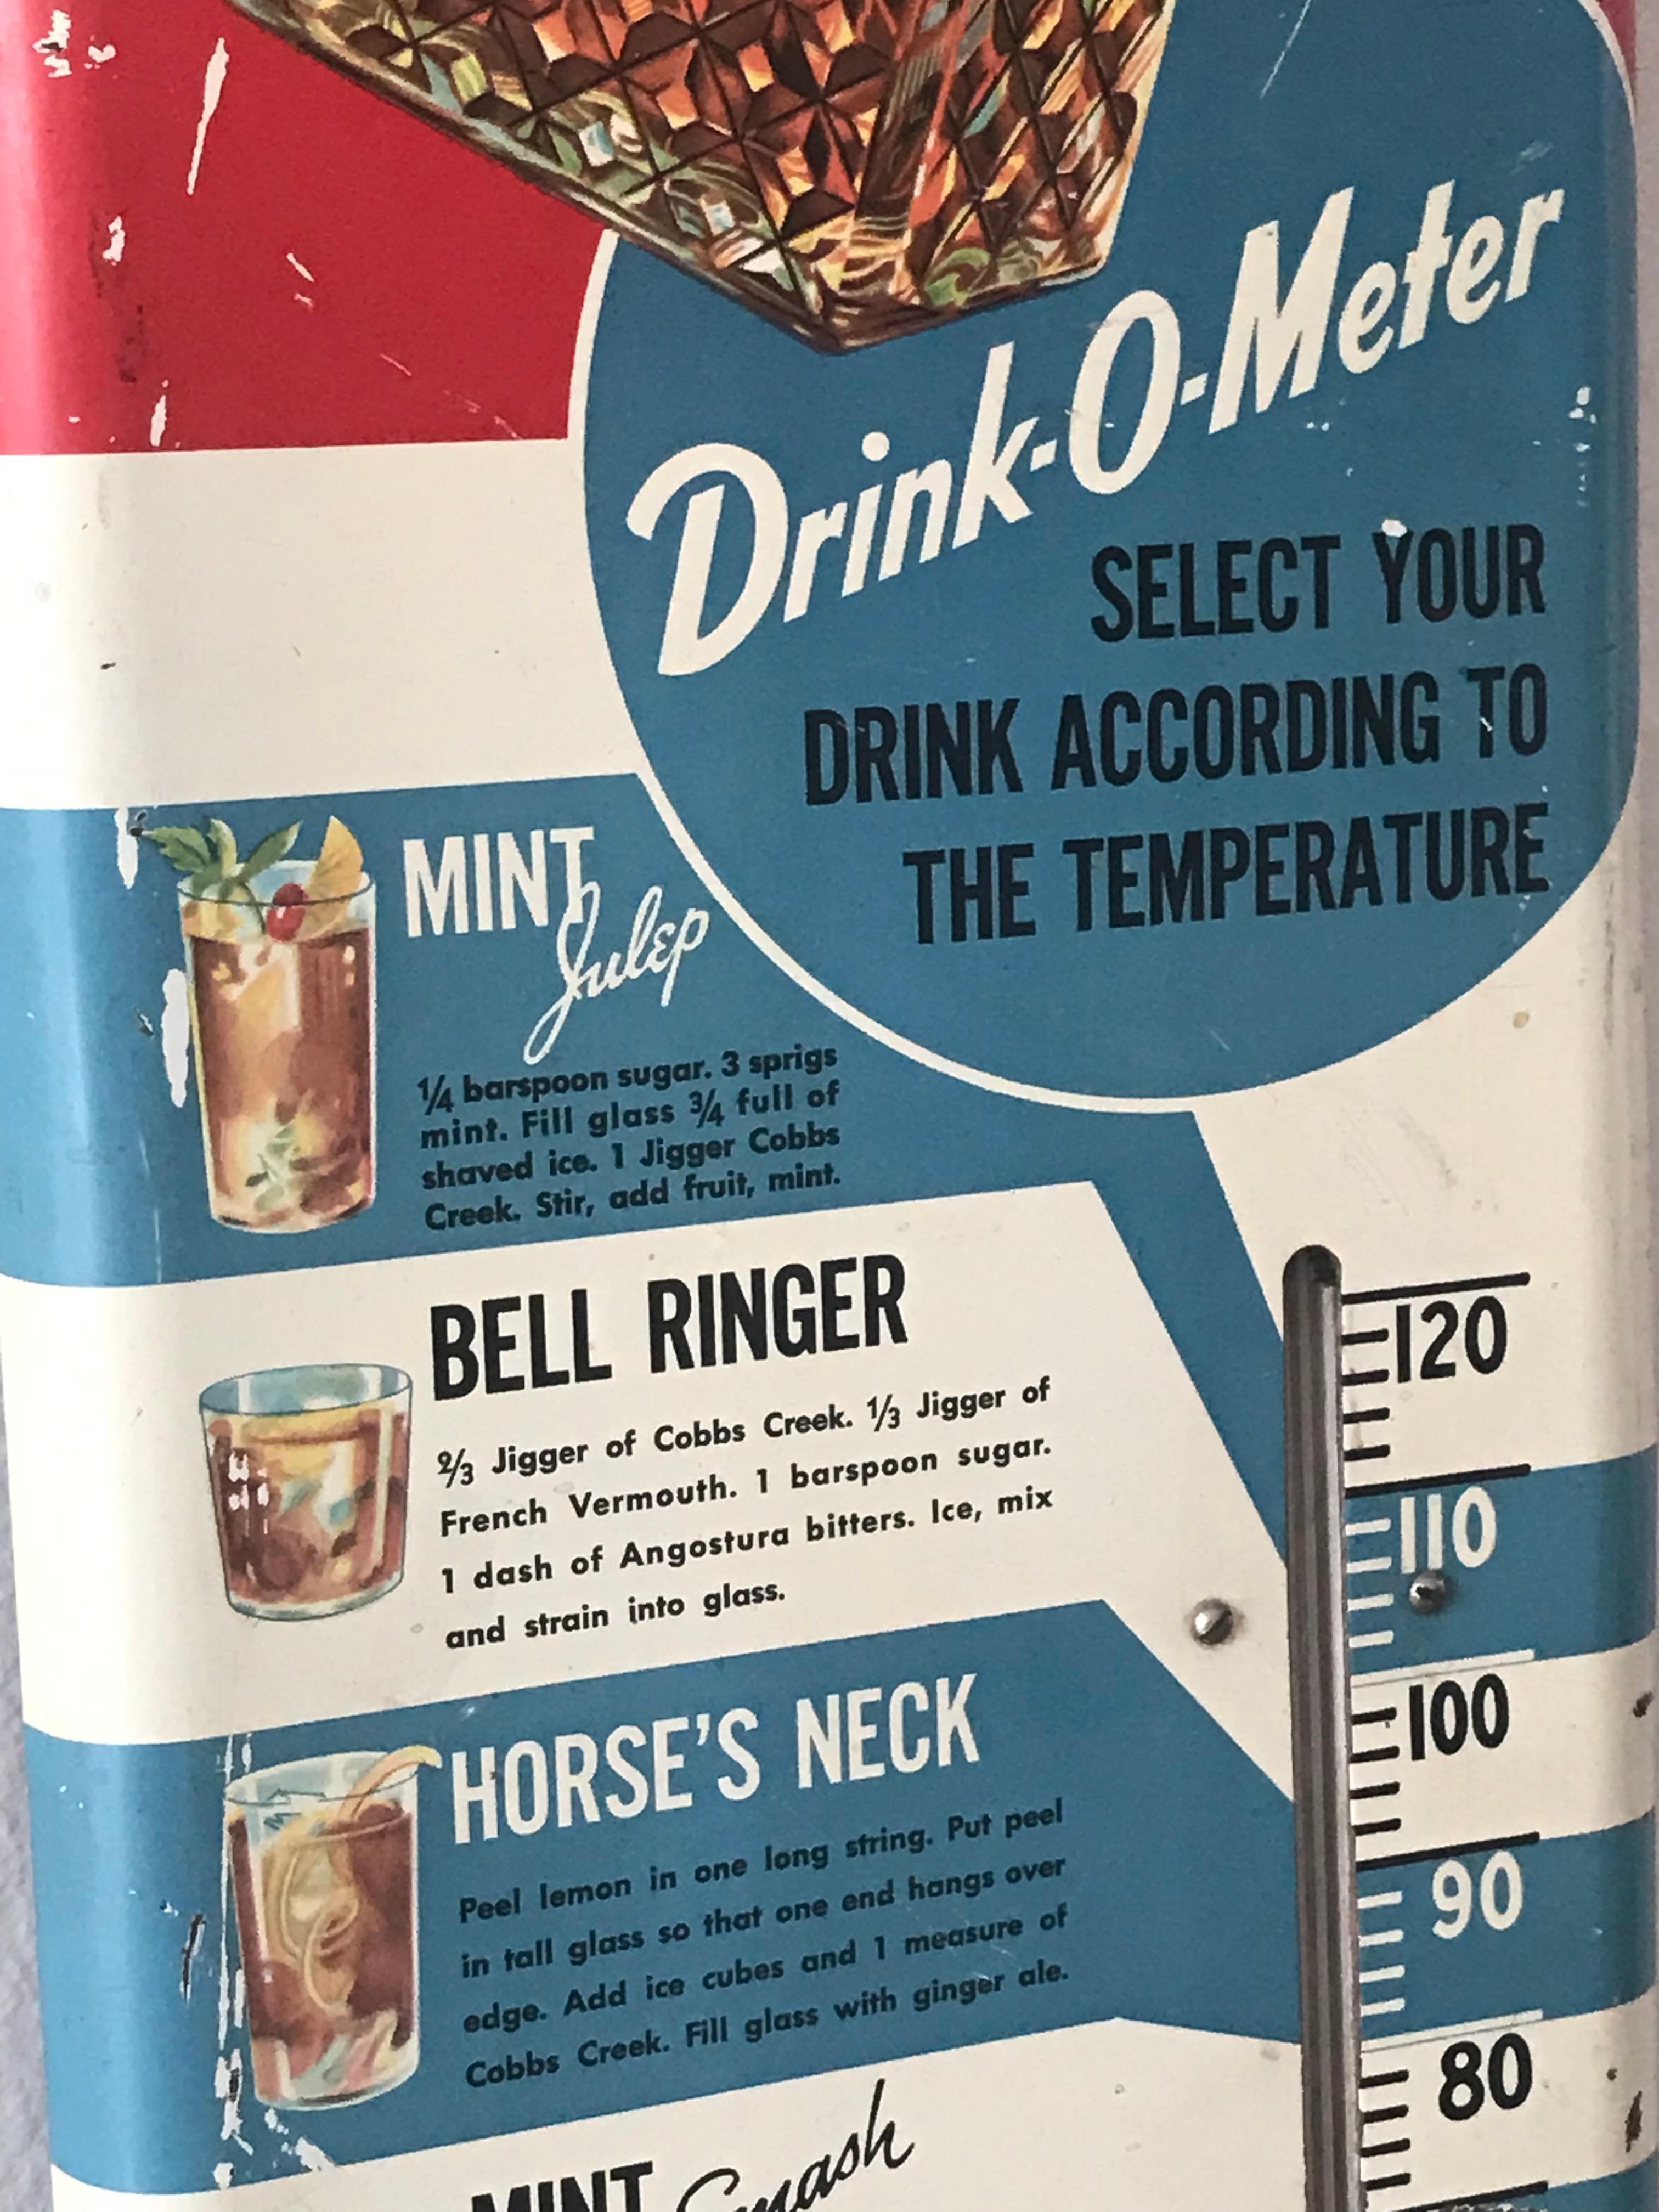 Drink-O-Meter
SELECT YOUR
DRINK ACCORDING TO
THE TEMPERATURE
MINT
Julep
1/4 barspoon sugar. 3 sprigs
mint. Fill glass 3/4 full of
shaved ice. 1 Jigger Cobbs
Creek. Stir, add fruit, mint.
BELL RINGER
2/3 Jigger of Cobbs Creek. 1/3 Jigger of
French Vermouth. 1 barspoon sugar.
1 dash of Angostura bitters. Ice, mix
and strain into glass.
HORSE'S NECK
Peel lemon in one long string. Put peel
in tall glass so that one end hangs over
edge. Add ice cubes and 1 measure of
Cobbs Creek. Fill glass with ginger ale.
MINT Smash
120
110
100
90
80